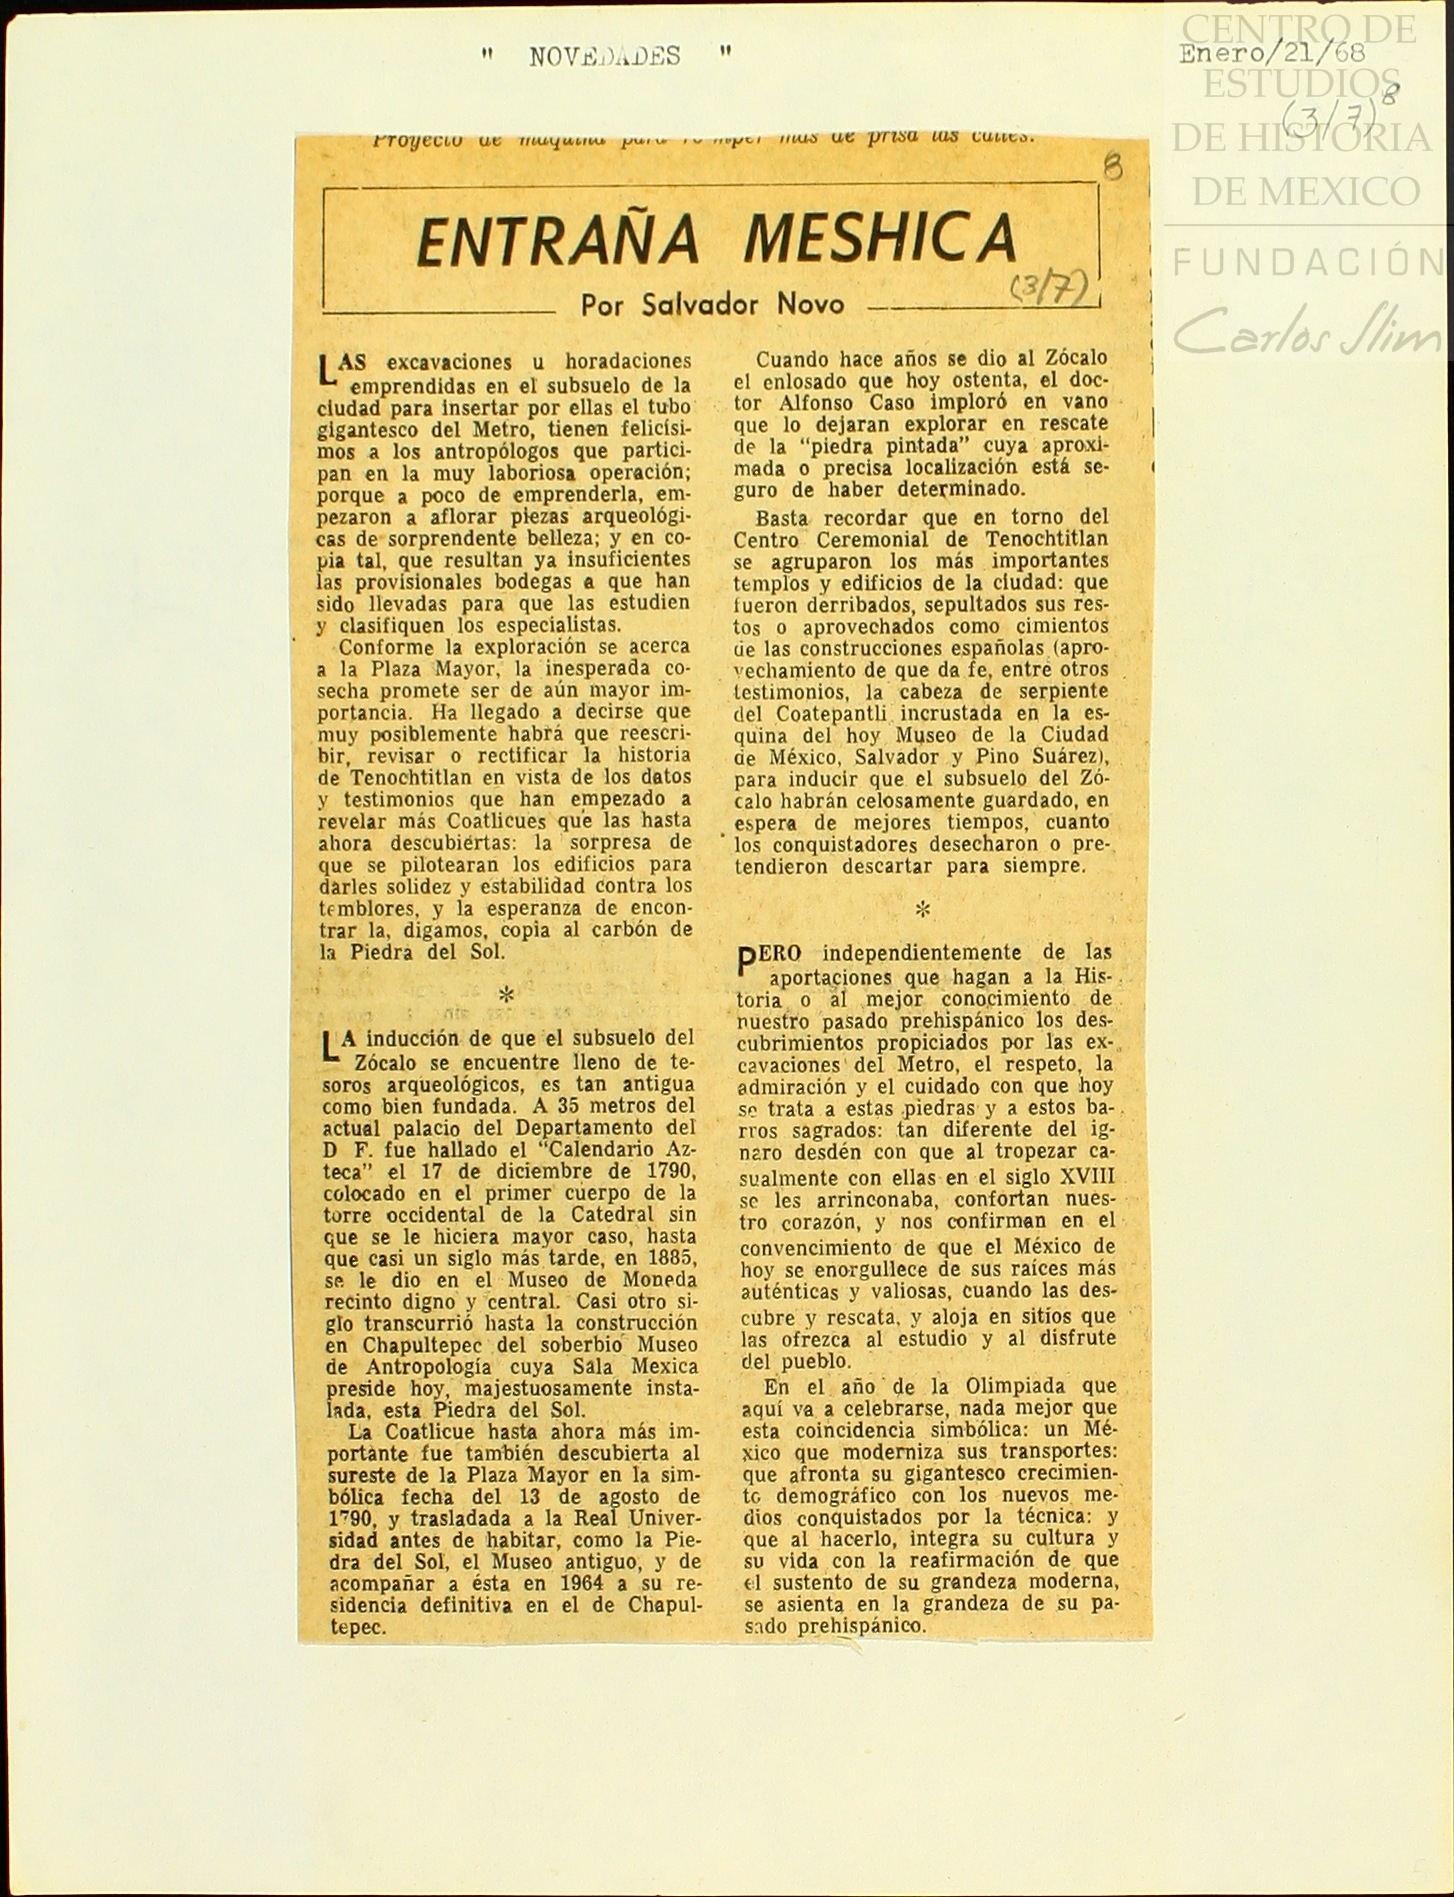 " NOVEDADES "
Enero/21/68
(3/7) 8
CENTRO DE
ESTUDIOS
DE HISTORIA
DE MEXICO
FUNDACIÓN
Carlos Slim
Proyecto de maquina para romper mas de prisa las calles.
8
ENTRAÑA MESHICA
(3/7)
Por Salvador Novo
LAS excavaciones u horadaciones
emprendidas en el subsuelo de la
ciudad para insertar por ellas el tubo
gigantesco del Metro, tienen felicísi-
mos a los antropólogos que partici-
pan en la muy laboriosa operación;
porque a poco de emprenderla, em-
pezaron a aflorar piezas arqueológi-
cas de sorprendente belleza; y en co-
pia tal, que resultan ya insuficientes
las provisionales bodegas a que han
sido llevadas para que las estudien
y clasifiquen los especialistas.
Conforme la exploración se acerca
a la Plaza Mayor, la inesperada co-
secha promete ser de aún mayor im-
portancia. Ha llegado a decirse que
muy posiblemente habrá que reescri-
bir, revisar o rectificar la historia
de Tenochtitlan en vista de los datos
y testimonios que han empezado a
revelar más Coatlicues que las hasta
ahora descubiertas: la sorpresa de
que se pilotearan los edificios para
darles solidez y estabilidad contra los
temblores, y la esperanza de encon-
trar la, digamos, copia al carbón de
la Piedra del Sol.
*
LA inducción de que el subsuelo del
Zócalo se encuentre lleno de te-
soros arqueológicos, es tan antigua
como bien fundada. A 35 metros del
actual palacio del Departamento del
D F. fue hallado el "Calendario Az-
teca" el 17 de diciembre de 1790,
colocado en el primer cuerpo de la
torre occidental de la Catedral sin
que se le hiciera mayor caso, hasta
que casi un siglo más tarde, en 1885,
se le dio en el Museo de Moneda
recinto digno y central. Casi otro si-
glo transcurrió hasta la construcción
en Chapultepec del soberbio Museo
de Antropología cuya Sala Mexica
preside hoy, majestuosamente insta-
lada, esta Piedra del Sol.
La Coatlicue hasta ahora más im-
portante fue también descubierta al
sureste de la Plaza Mayor en la sim-
bólica fecha del 13 de agosto de
1790, y trasladada a la Real Univer-
sidad antes de habitar, como la Pie-
dra del Sol, el Museo antiguo, y de
acompañar a ésta en 1964 a su re-
sidencia definitiva en el de Chapul-
tepec.
Cuando hace años se dio al Zócalo
el enlosado que hoy ostenta, el doc-
tor Alfonso Caso imploró en vano
que lo dejaran explorar en rescate
de la "piedra pintada" cuya aproxi-
mada o precisa localización está se-
guro de haber determinado.
Basta recordar que en torno del
Centro Ceremonial de Tenochtitlan
se agruparon los más importantes
templos y edificios de la ciudad: que
fueron derribados, sepultados sus res-
tos o aprovechados como cimientos
de las construcciones españolas (apro-
vechamiento de que da fe, entre otros
testimonios, la cabeza de serpiente
del Coatepantli incrustada en la es-
quina del hoy Museo de la Ciudad
de México, Salvador y Pino Suárez),
para inducir que el subsuelo del Zó-
calo habrán celosamente guardado, en
espera de mejores tiempos, cuanto
los conquistadores desecharon o pre-
tendieron descartar para siempre.
*
PERO independientemente de las
aportaciones que hagan a la His-
toria o al mejor conocimiento de
nuestro pasado prehispánico los des-
cubrimientos propiciados por las ex-
cavaciones del Metro, el respeto, la
admiración y el cuidado con que hoy
se trata a estas piedras y a estos ba-
rros sagrados: tan diferente del ig-
naro desdén con que al tropezar ca-
sualmente con ellas en el siglo XVIII
se les arrinconaba, confortan nues-
tro corazón, y nos confirman en el
convencimiento de que el México de
hoy se enorgullece de sus raíces más
auténticas y valiosas, cuando las des-
cubre y rescata, y aloja en sitios que
las ofrezca al estudio y al disfrute
del pueblo.
En el año de la Olimpiada que
aquí va a celebrarse, nada mejor que
esta coincidencia simbólica: un Mé-
xico que moderniza sus transportes:
que afronta su gigantesco crecimien-
to demográfico con los nuevos me-
dios conquistados por la técnica: y
que al hacerlo, integra su cultura y
su vida con la reafirmación de que
el sustento de su grandeza moderna,
se asienta en la grandeza de su pa-
sado prehispánico.